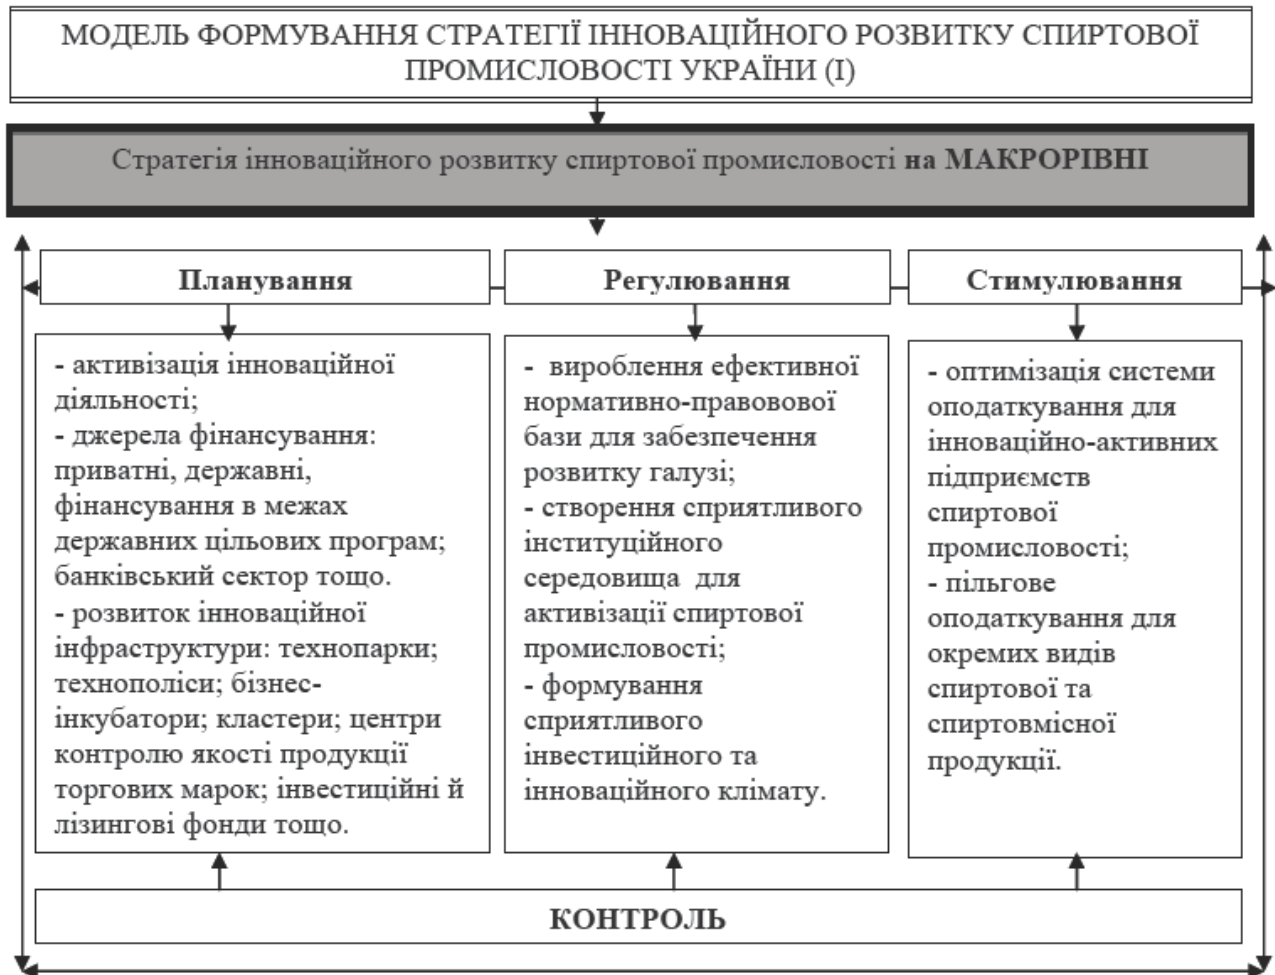 МОДЕЛЬ ФОРМУВАННЯ СТРАТЕГІЇ ІННОВАЦІЙНОГО РОЗВИТКУ СПИРТОВОЇ
ПРОМИСЛОВОСТІ УКРАЇНИ (І)
Стратегія інноваційного розвитку спиртової промисловості на МАКРОРІВНІ
Планування
- активізація інноваційної
діяльності;
- джерела фінансування:
приватні, державні,
фінансування в межах
державних цільових програм;
банківський сектор тощо.
- розвиток інноваційної
інфраструктури: технопарки;
технополіси; бізнес-
інкубатори; кластери; центри
контролю якості продукції
торгових марок; інвестиційні й
лізингові фонди тощо.
Регулювання
- вироблення ефективної
нормативно-правовової
бази для забезпечення
розвитку галузі;
- створення сприятливого
інституційного
середовища для
активізації спиртової
промисловості;
- формування
сприятливого
інвестиційного та
інноваційного клімату.
Стимулювання
- оптимізація системи
оподаткування для
інноваційно-активних
підприємств
спиртової
промисловості;
- пільгове
оподаткування для
окремих видів
спиртової та
спиртовмісної
продукції.
КОНТРОЛЬ